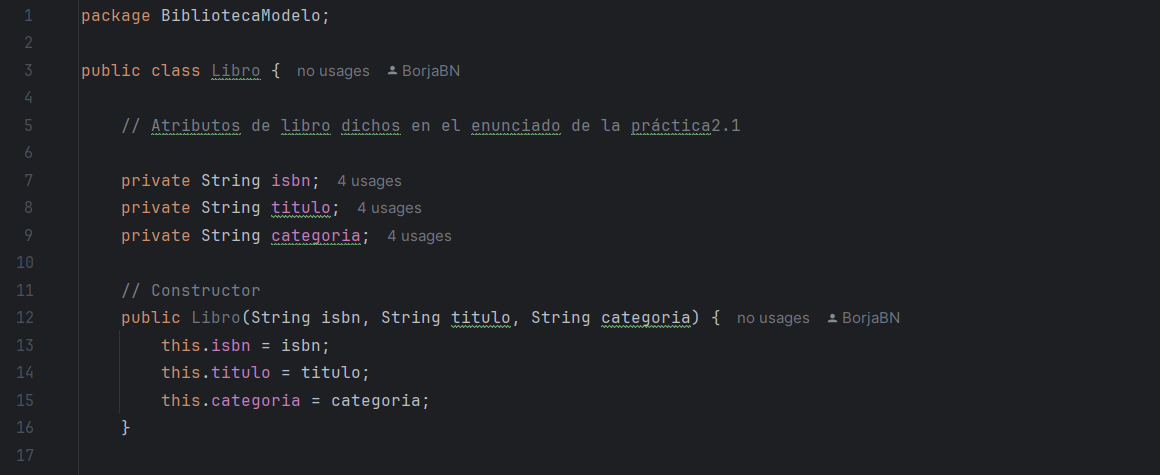 1 package BibliotecaModelo;
2
3 public class Libro { no usages BorjaBN
4
5 // Atributos de libro dichos en el enunciado de la práctica2.1
6
7 private String isbn; 4 usages
8 private String titulo; 4 usages
9 private String categoria; 4 usages
10
11 // Constructor
12 public Libro(String isbn, String titulo, String categoria) { no usages BorjaBN
13 this.isbn = isbn;
14 this.titulo = titulo;
15 this.categoria = categoria;
16 }
17